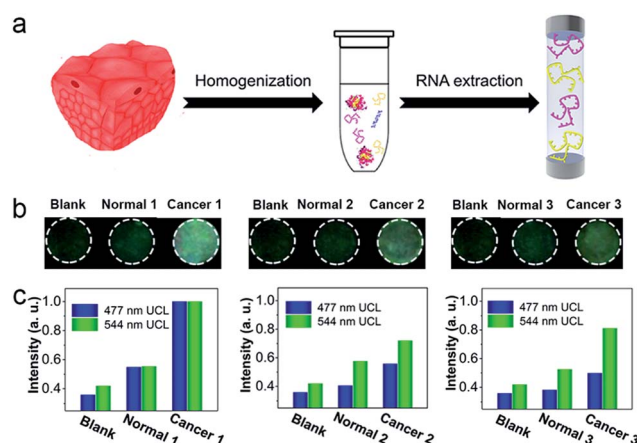 a
Homogenization
RNA extraction
b
Blank Normal 1 Cancer 1
Blank Normal 2 Cancer 2
Blank Normal 3 Cancer 3
c
Intensity (a. u.)
1.0
0.8
0.6
0.4
477 nm UCL
544 nm UCL
Blank
Normal 1
Cancer 1
Intensity (a. u.)
1.0
0.8
0.6
0.4
477 nm UCL
544 nm UCL
Blank
Normal 2
Cancer 2
Intensity (a. u.)
1.0
0.8
0.6
0.4
477 nm UCL
544 nm UCL
Blank
Normal 3
Cancer 3